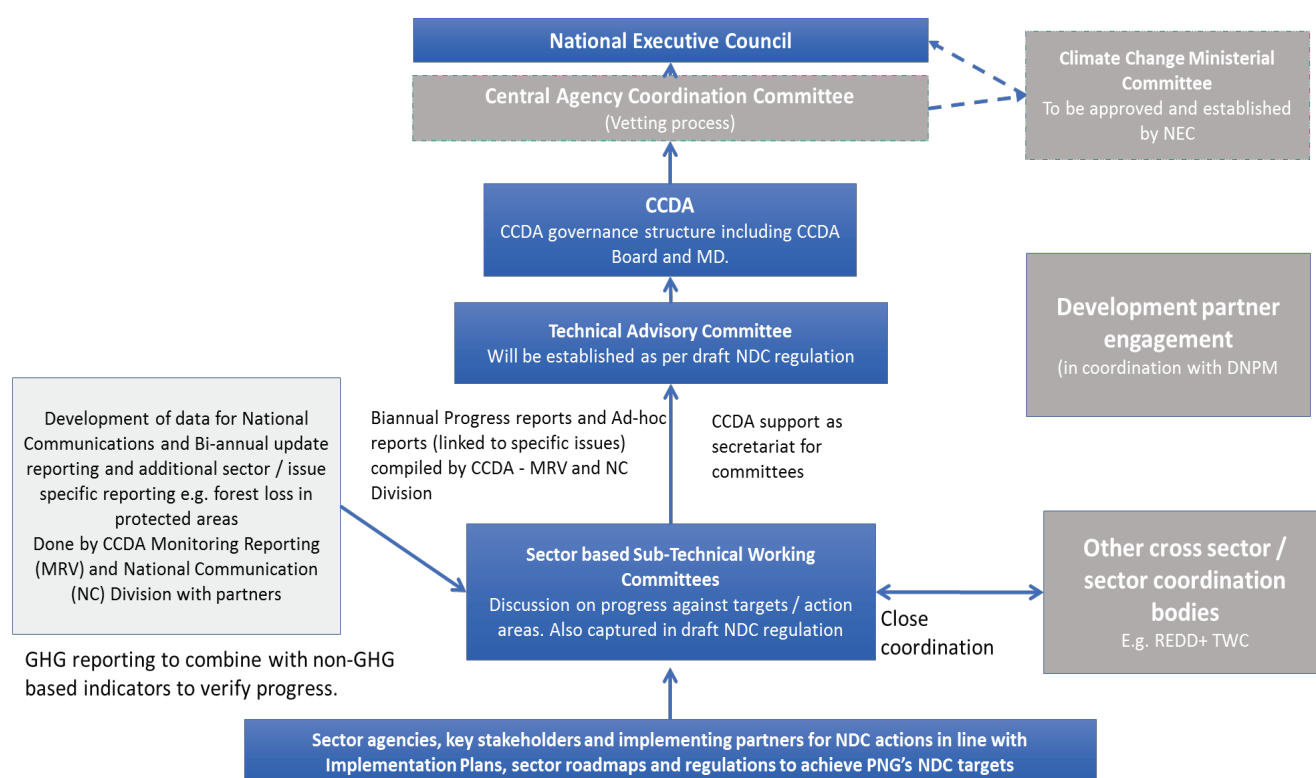 National Executive Council
Central Agency Coordination Committee
(Vetting process)
Climate Change Ministerial
Committee
To be approved and established
by NEC
CCDA
CCDA governance structure including CCDA
Board and MD.
Technical Advisory Committee
Will be established as per draft NDC regulation
Development partner
engagement
(in coordination with DNPM
Development of data for National
Communications and Bi-annual update
reporting and additional sector / issue
specific reporting e.g. forest loss in
protected areas
Done by CCDA Monitoring Reporting
(MRV) and National Communication
(NC) Division with partners
Biannual Progress reports and Ad-hoc
reports (linked to specific issues)
compiled by CCDA - MRV and NC
Division
CCDA support as
secretariat for
committees
Sector based Sub-Technical Working
Committees
Discussion on progress against targets / action
areas. Also captured in draft NDC regulation
Close
coordination
Other cross sector /
sector coordination
bodies
E.g. REDD+ TWC
GHG reporting to combine with non-GHG
based indicators to verify progress.
Sector agencies, key stakeholders and implementing partners for NDC actions in line with
Implementation Plans, sector roadmaps and regulations to achieve PNG's NDC targets